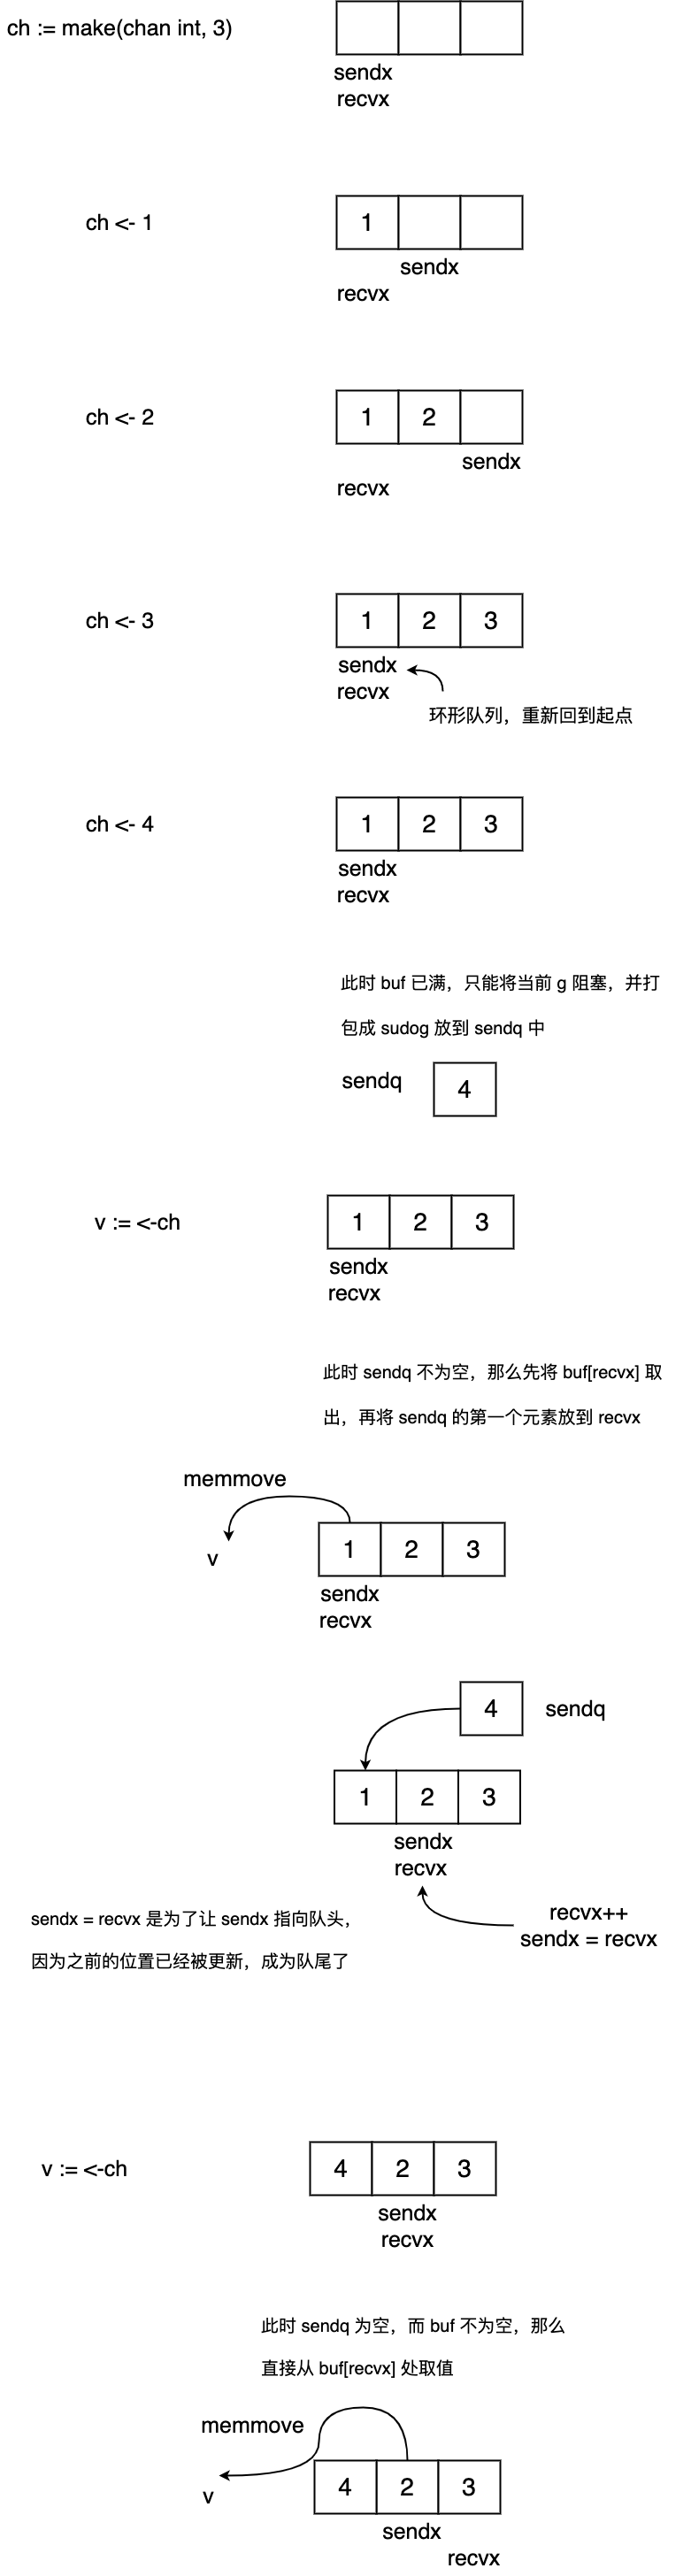 ch := make(chan int, 3)
sendx
recvx
ch <- 1
1
sendx
recvx
ch <- 2
1 2
sendx
recvx
ch <- 3
1 2 3
sendx
recvx
环形队列，重新回到起点
ch <- 4
1 2 3
sendx
recvx
此时 buf 已满，只能将当前 g 阻塞，并打
包成 sudog 放到 sendq 中
sendq 4
v := <-ch
1 2 3
sendx
recvx
此时 sendq 不为空，那么先将 buf[recvx] 取
出，再将 sendq 的第一个元素放到 recvx
memmove
v
1 2 3
sendx
recvx
4 sendq
1 2 3
sendx
recvx
recvx++
sendx = recvx
sendx = recvx 是为了让 sendx 指向队头，
因为之前的位置已经被更新，成为队尾了
v := <-ch
4 2 3
sendx
recvx
此时 sendq 为空，而 buf 不为空，那么
直接从 buf[recvx] 处取值
memmove
v
4 2 3
sendx
recvx